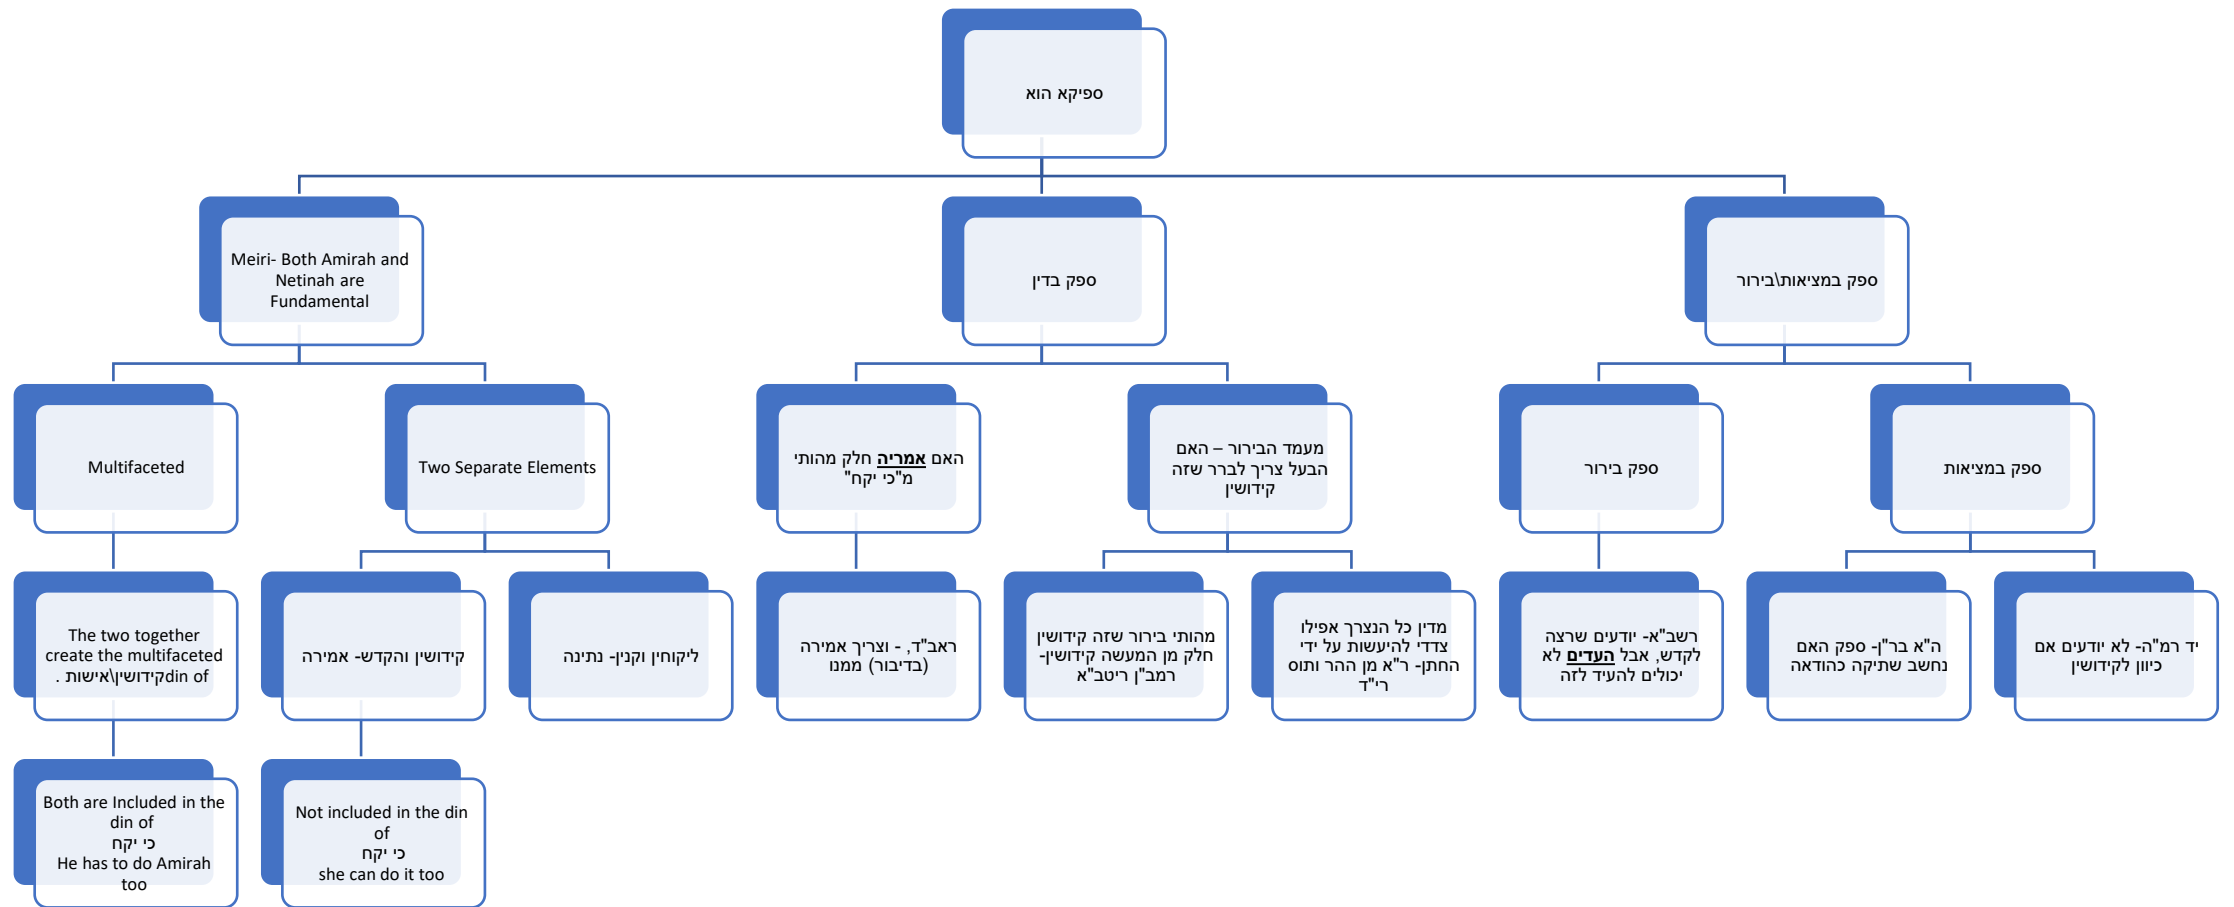 ספיקא הוא
Meiri- Both Amirah and
Netinah are
Fundamental
ספק בדין
ספק במציאות\בירור
Multifaceted
Two Separate Elements
האם אמריה חלק מהותי
מ"כי יקח"
מעמד הבירור – האם
הבעל צריך לברר שזה
קידושין
ספק בירור
ספק במציאות
The two together
create the multifaceted
. קידושין\אישותdin of
קידושין והקדש- אמירה
ליקוחין וקנין- נתינה
ראב"ד, - וצריך אמירה
(בדיבור) ממנו
מהותי בירור שזה קידושין
חלק מן המעשה קידושין-
רמב"ן ריטב"א
מדין כל הנצרך אפילו
צדדי להיעשות על ידי
החתן- ר"א מן ההר ותוס
רי"ד
רשב"א- יודעים שרצה
לקדש, אבל העדים לא
יכולים להעיד לזה
ה"א בר"ן- ספק האם
נחשב שתיקה כהודאה
יד רמ"ה- לא יודעים אם
כיוון לקידושין
Both are Included in the
din of
כי יקח
He has to do Amirah
too
Not included in the din
of
כי יקח
she can do it too